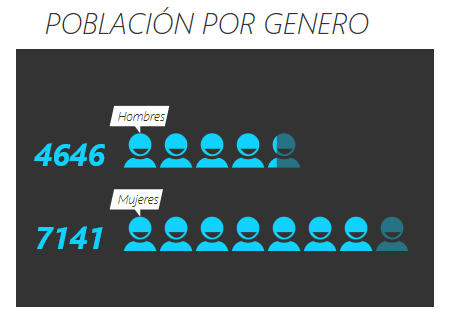 POBLACIÓN POR GENERO
Hombres
4646
Mujeres
7141